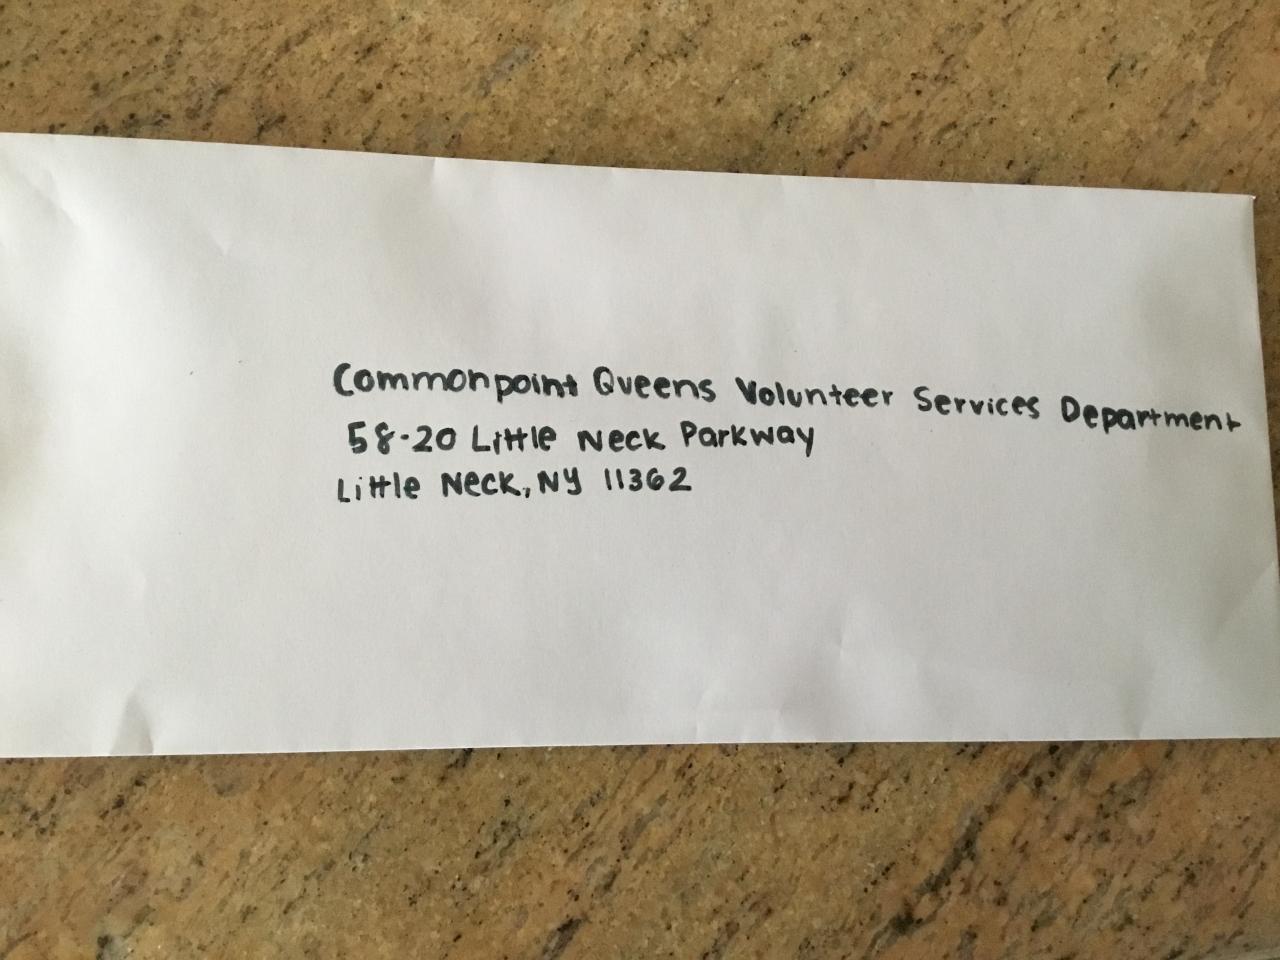 Commonpoint Queens Volunteer Services Department
58-20 Little Neck Parkway
Little Neck, NY 11362